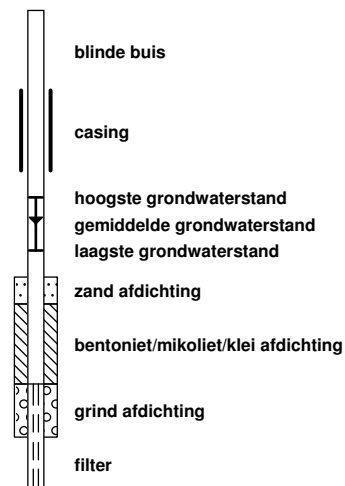 blinde buis
casing
hoogste grondwaterstand
gemiddelde grondwaterstand
laagste grondwaterstand
zand afdichting
bentoniet/mikoliet/klei afdichting
grind afdichting
filter